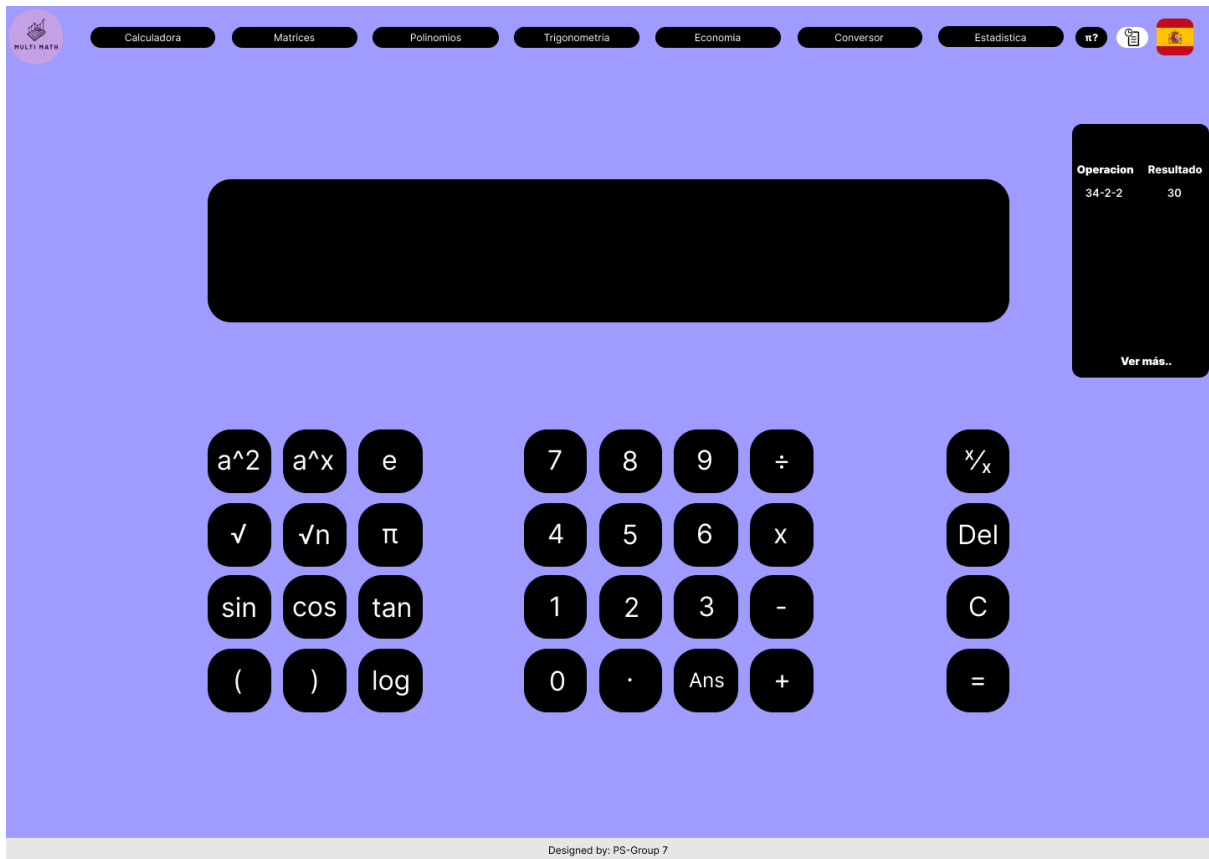 MULTI MATH
Calculadora Matrices Polinomios Trigonometría Economia Conversor Estadistica π?
Operacion Resultado
34-2-2 30
Ver más..
a^2 a^x e 7 8 9 ÷ x/x
√ √n π 4 5 6 x Del
sin cos tan 1 2 3 - C
( ) log 0 · Ans + =
Designed by: PS-Group 7